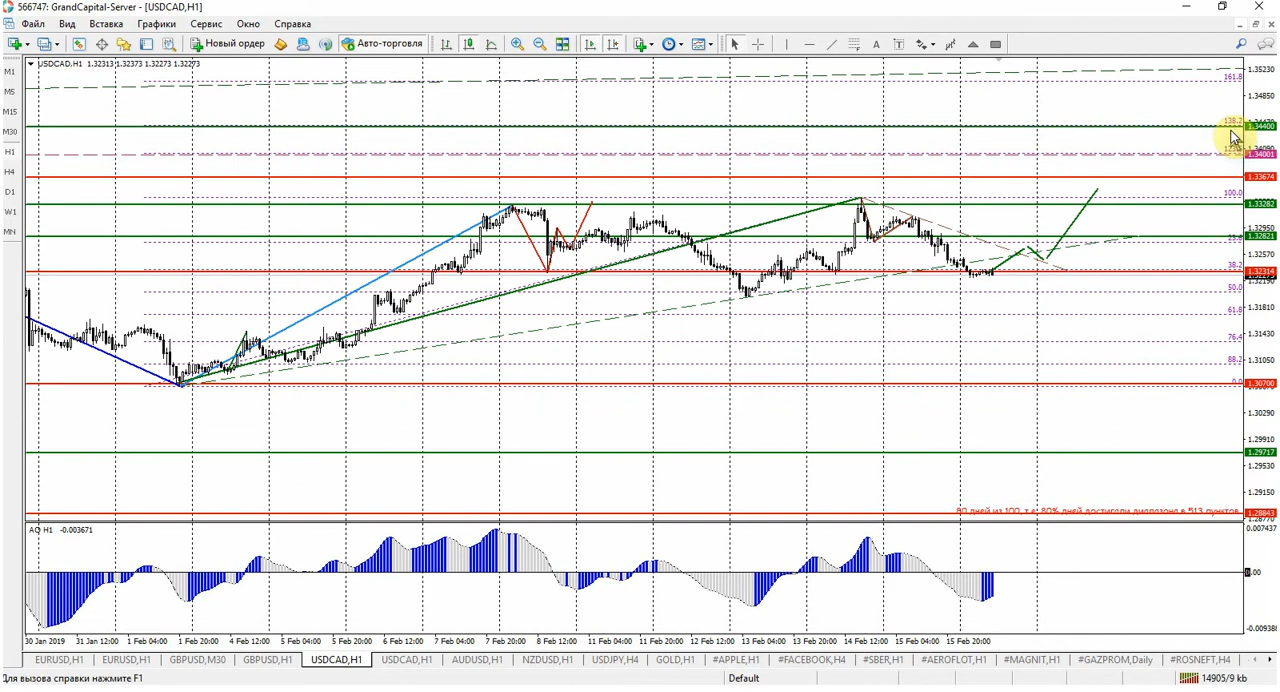 566747: GrandCapital-Server - [USDCAD,H1]
Файл Вид Вставка Графики Сервис Окно Справка
Новый ордер Авто-торговля
M1
M5
M15
M30
H1
H4
D1
W1
MN
USDCAD,H1 1.32313 1.32373 1.32273 1.32273
161.8
138.2
100.0
38.2
50.0
61.8
76.4
88.2
0.0
1.35230
1.34850
1.34400
1.34001
1.33674
1.33282
1.32950
1.32821
1.32570
1.32314
1.32190
1.31810
1.31430
1.31050
1.30700
1.30290
1.29910
1.29717
1.29530
1.29150
1.28843
1.28770
80 дней из 100, т.е. 80% дней достигали диапазона в 513 пунктов
AO H1 -0.003671
0.007437
0.00
30 Jan 2019 31 Jan 12:00 1 Feb 04:00 1 Feb 20:00 4 Feb 12:00 5 Feb 04:00 5 Feb 20:00 6 Feb 12:00 7 Feb 04:00 7 Feb 20:00 8 Feb 12:00 11 Feb 04:00 11 Feb 20:00 12 Feb 12:00 13 Feb 04:00 13 Feb 20:00 14 Feb 12:00 15 Feb 04:00 15 Feb 20:00
EURUSD,H1 EURUSD,H1 GBPUSD,M30 GBPUSD,H1 USDCAD,H1 USDCAD,H1 AUDUSD,H1 NZDUSD,H1 USDJPY,H4 GOLD,H1 #APPLE,H1 #FACEBOOK,H4 #SBER,H1 #AEROFLOT,H1 #MAGNIT,H1 #GAZPROM,Daily #ROSNEFT,H4
Для вызова справки нажмите F1 Default 14905/9 kb